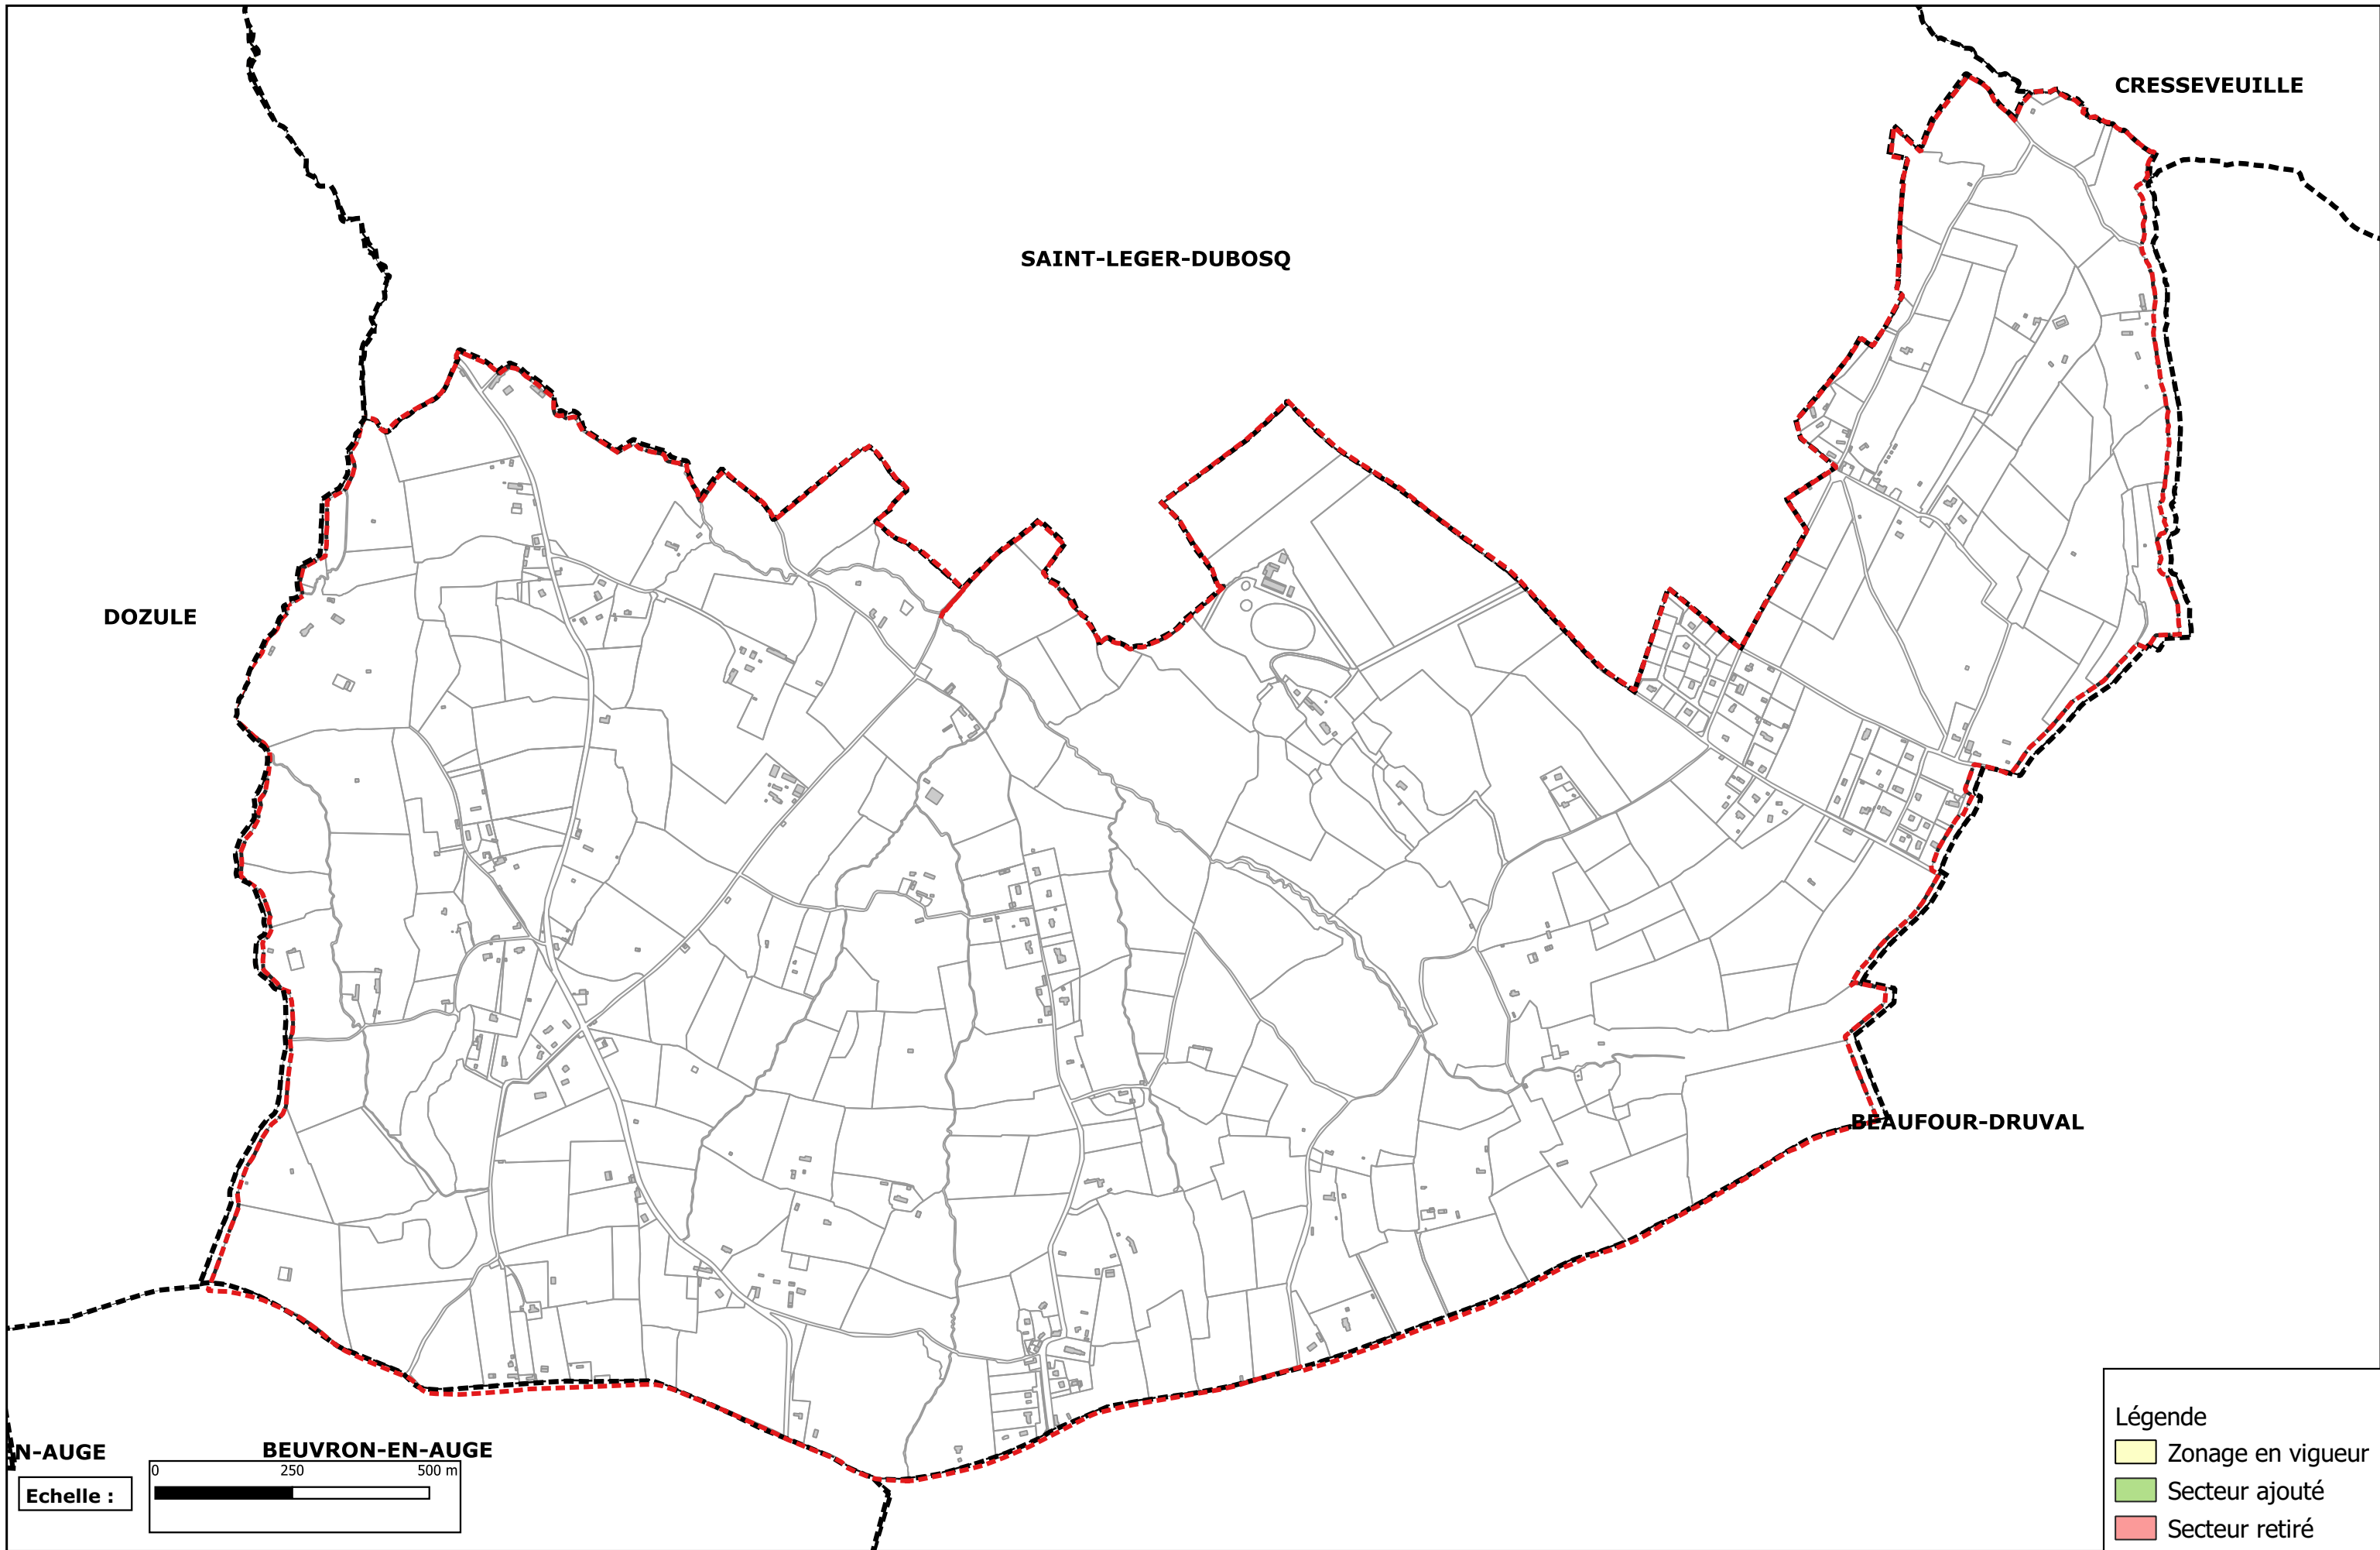 CRESSEVEUILLE
SAINT-LEGER-DUBOSQ
DOZULE
BEAUFOUR-DRUVAL
N-AUGE
BEUVRON-EN-AUGE
Echelle :
0 250 500 m
Légende
Zonage en vigueur
Secteur ajouté
Secteur retiré